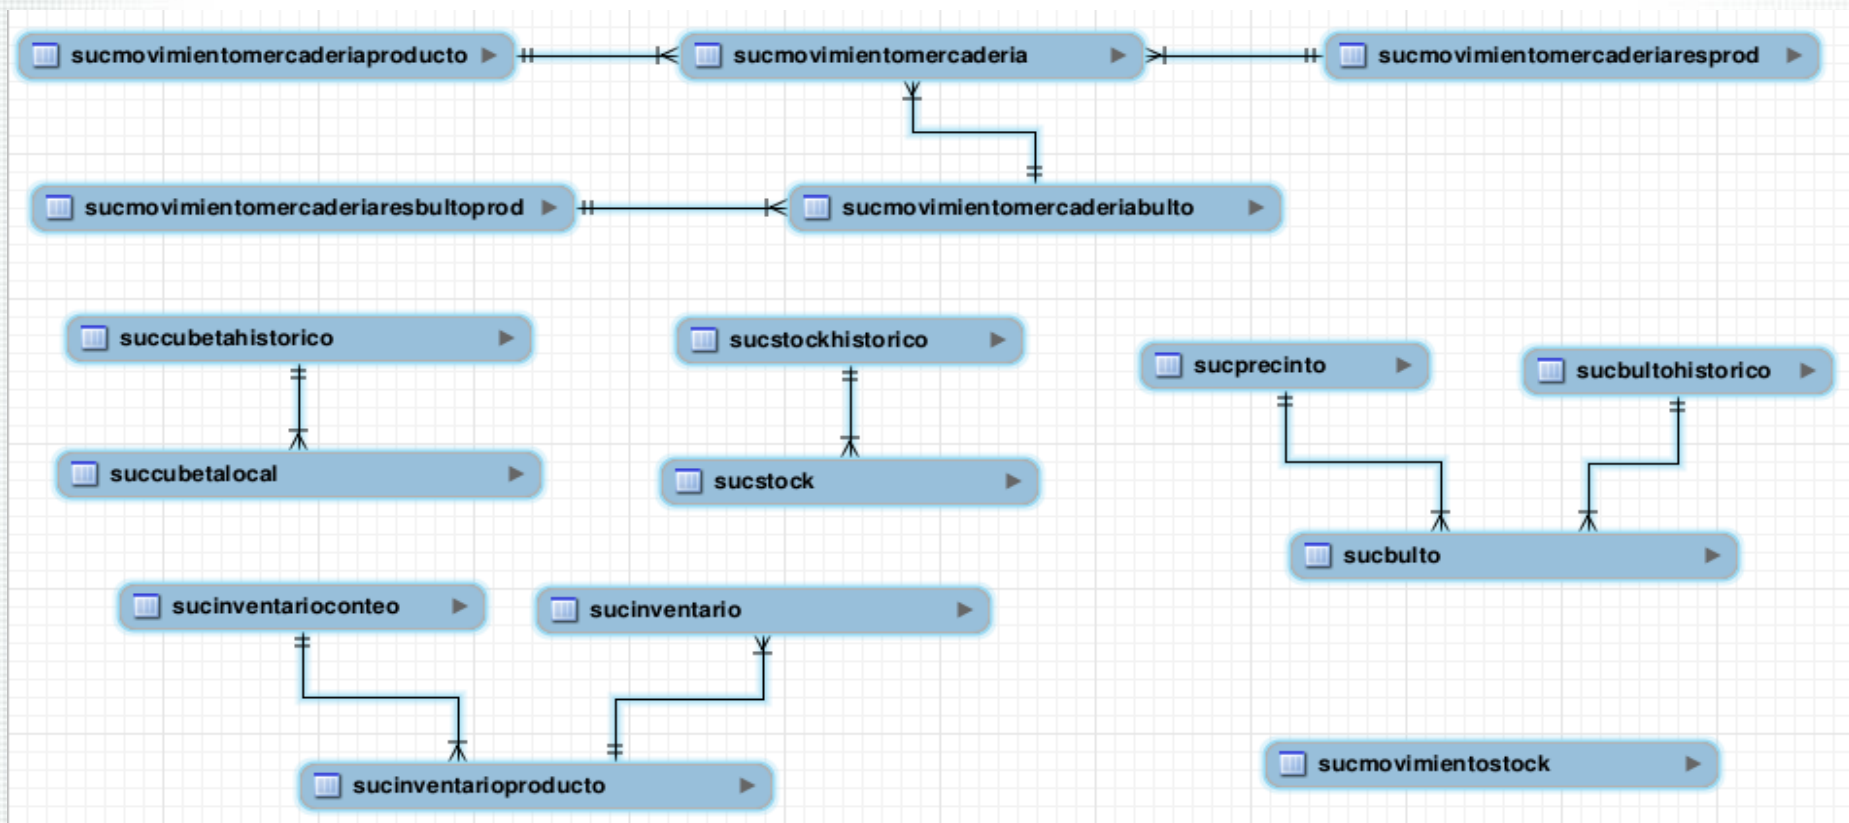 sucmovimientomercaderiaproducto
sucmovimientomercaderia
sucmovimientomercaderiaresprod
sucmovimientomercaderiaresbultoprod
sucmovimientomercaderiabulto
succubetahistorico
sucstockhistorico
sucprecinto
sucbultohistorico
succubetalocal
sucstock
sucbulto
sucinventarioconteo
sucinventario
sucinventarioproducto
sucmovimientostock